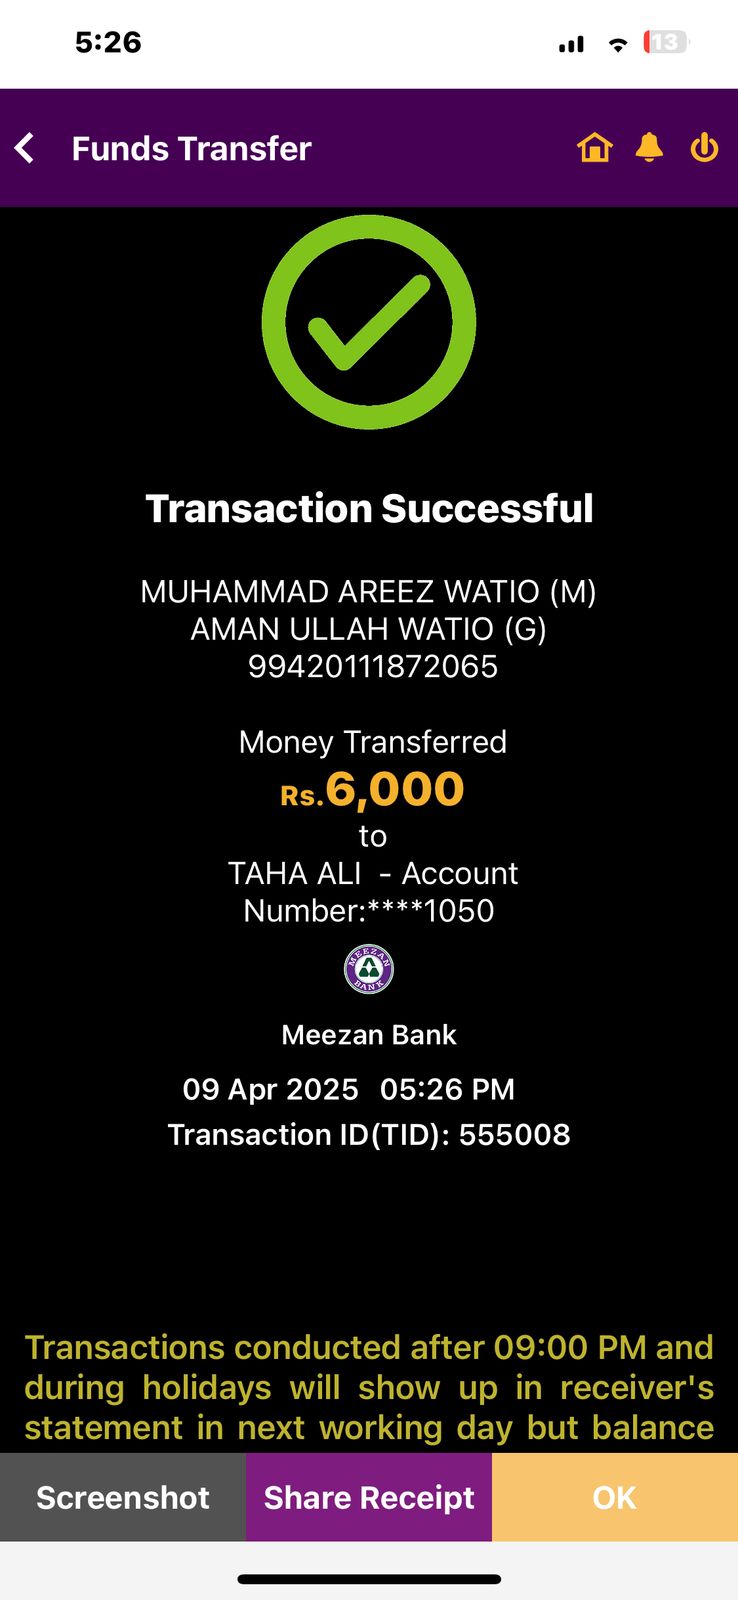 5:26
13
Funds Transfer
Transaction Successful
MUHAMMAD AREEZ WATIO (M)
AMAN ULLAH WATIO (G)
99420111872065
Money Transferred
Rs.6,000
to
TAHA ALI  - Account
Number:****1050
MEEZAN
BANK
Meezan Bank
09 Apr 2025  05:26 PM
Transaction ID(TID): 555008
Transactions conducted after 09:00 PM and
during holidays will show up in receiver's
statement in next working day but balance
Screenshot
Share Receipt
OK